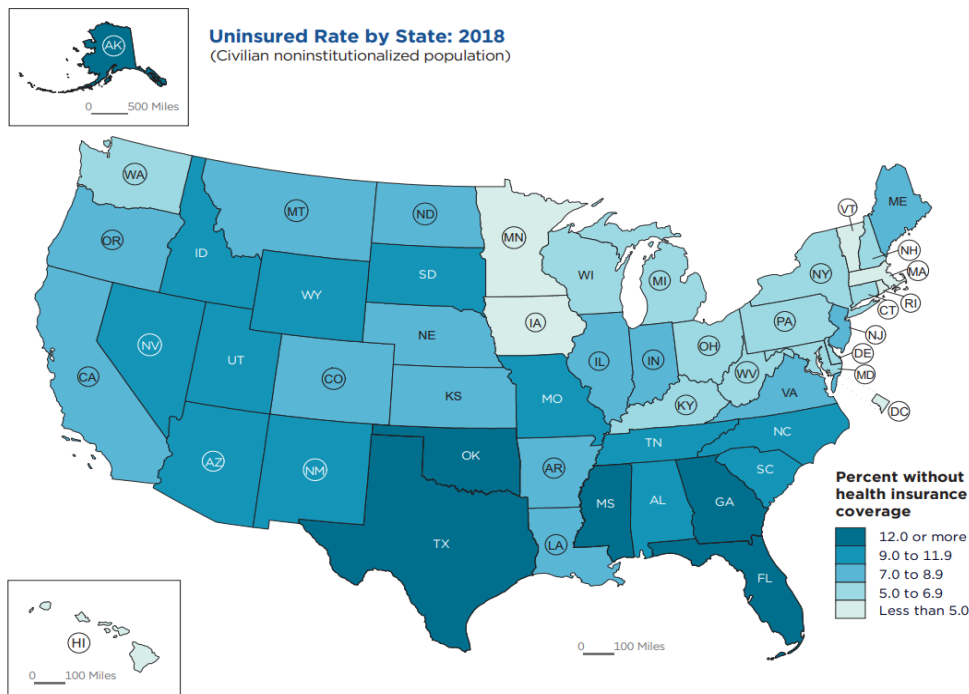 Uninsured Rate by State: 2018
(Civilian noninstitutionalized population)
AK
0 500 Miles
WA
MT
ND
MN
VT
ME
OR
ID
SD
WI
MI
NY
NH
MA
WY
CT
RI
NV
UT
NE
IA
PA
NJ
CA
CO
KS
IL
IN
OH
WV
DE
MD
MO
KY
VA
DC
AZ
NM
OK
AR
TN
NC
SC
TX
LA
MS
AL
GA
FL
Percent without
health insurance
coverage
12.0 or more
9.0 to 11.9
7.0 to 8.9
5.0 to 6.9
Less than 5.0
HI
0 100 Miles
0 100 Miles